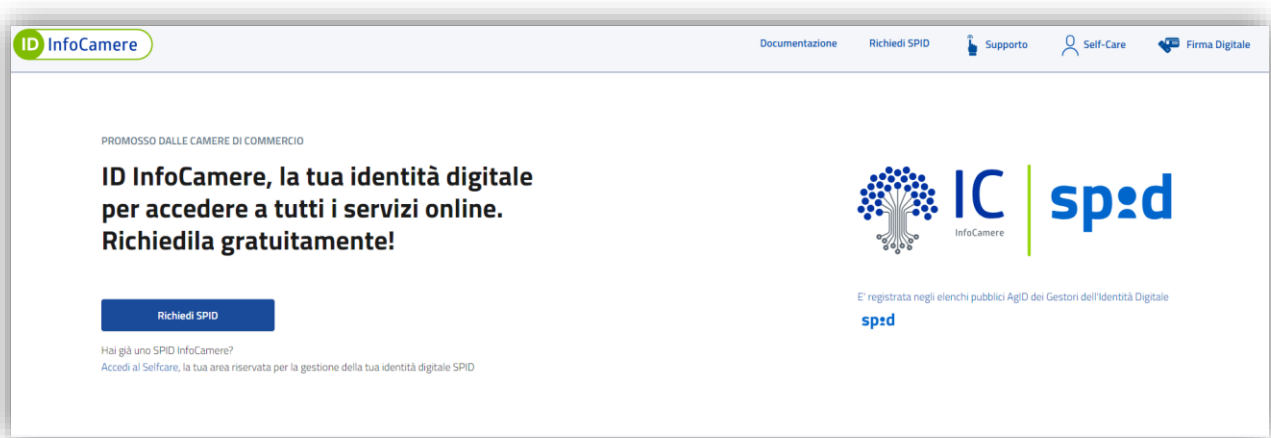 ID InfoCamere
Documentazione
Richiedi SPID
Supporto
Self-Care
Firma Digitale
PROMOSSO DALLE CAMERE DI COMMERCIO
ID InfoCamere, la tua identità digitale
per accedere a tutti i servizi online.
Richiedila gratuitamente!
Richiedi SPID
Hai già uno SPID InfoCamere?
Accedi al Selfcare, la tua area riservata per la gestione della tua identità digitale SPID
IC
InfoCamere
spid
E' registrata negli elenchi pubblici AgID dei Gestori dell'Identità Digitale
spid